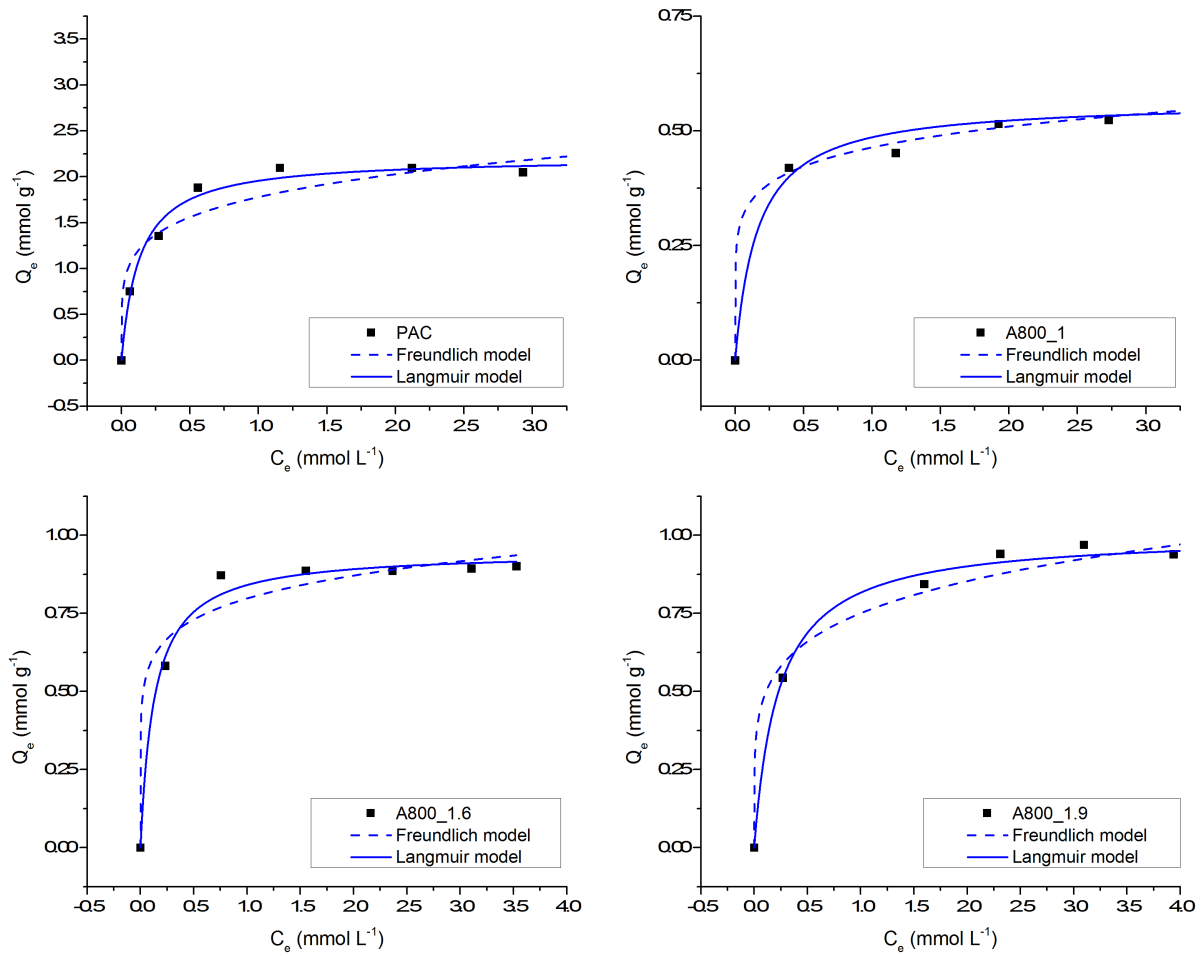 3.5
3.0
2.5
2.0
1.5
1.0
0.5
0.0
-0.5
Qe (mmol g-1)
PAC
Freundlich model
Langmuir model
0.0 0.5 1.0 1.5 2.0 2.5 3.0
Ce (mmol L-1)
0.75
0.50
0.25
0.00
Qe (mmol g-1)
A800_1
Freundlich model
Langmuir model
0.0 0.5 1.0 1.5 2.0 2.5 3.0
Ce (mmol L-1)
1.00
0.75
0.50
0.25
0.00
Qe (mmol g-1)
A800_1.6
Freundlich model
Langmuir model
-0.5 0.0 0.5 1.0 1.5 2.0 2.5 3.0 3.5 4.0
Ce (mmol L-1)
1.00
0.75
0.50
0.25
0.00
Qe (mmol g-1)
A800_1.9
Freundlich model
Langmuir model
-0.5 0.0 0.5 1.0 1.5 2.0 2.5 3.0 3.5 4.0
Ce (mmol L-1)